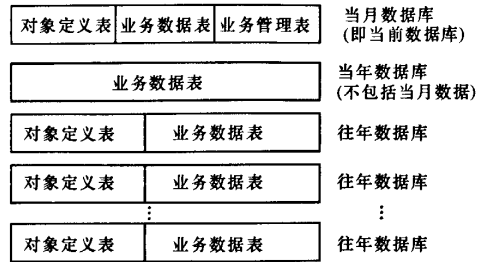 对象定义表 业务数据表 业务管理表 当月数据库
(即当前数据库)
业务数据表 当年数据库
(不包括当月数据)
对象定义表 业务数据表 往年数据库
对象定义表 业务数据表 往年数据库
⋮ ⋮
对象定义表 业务数据表 往年数据库